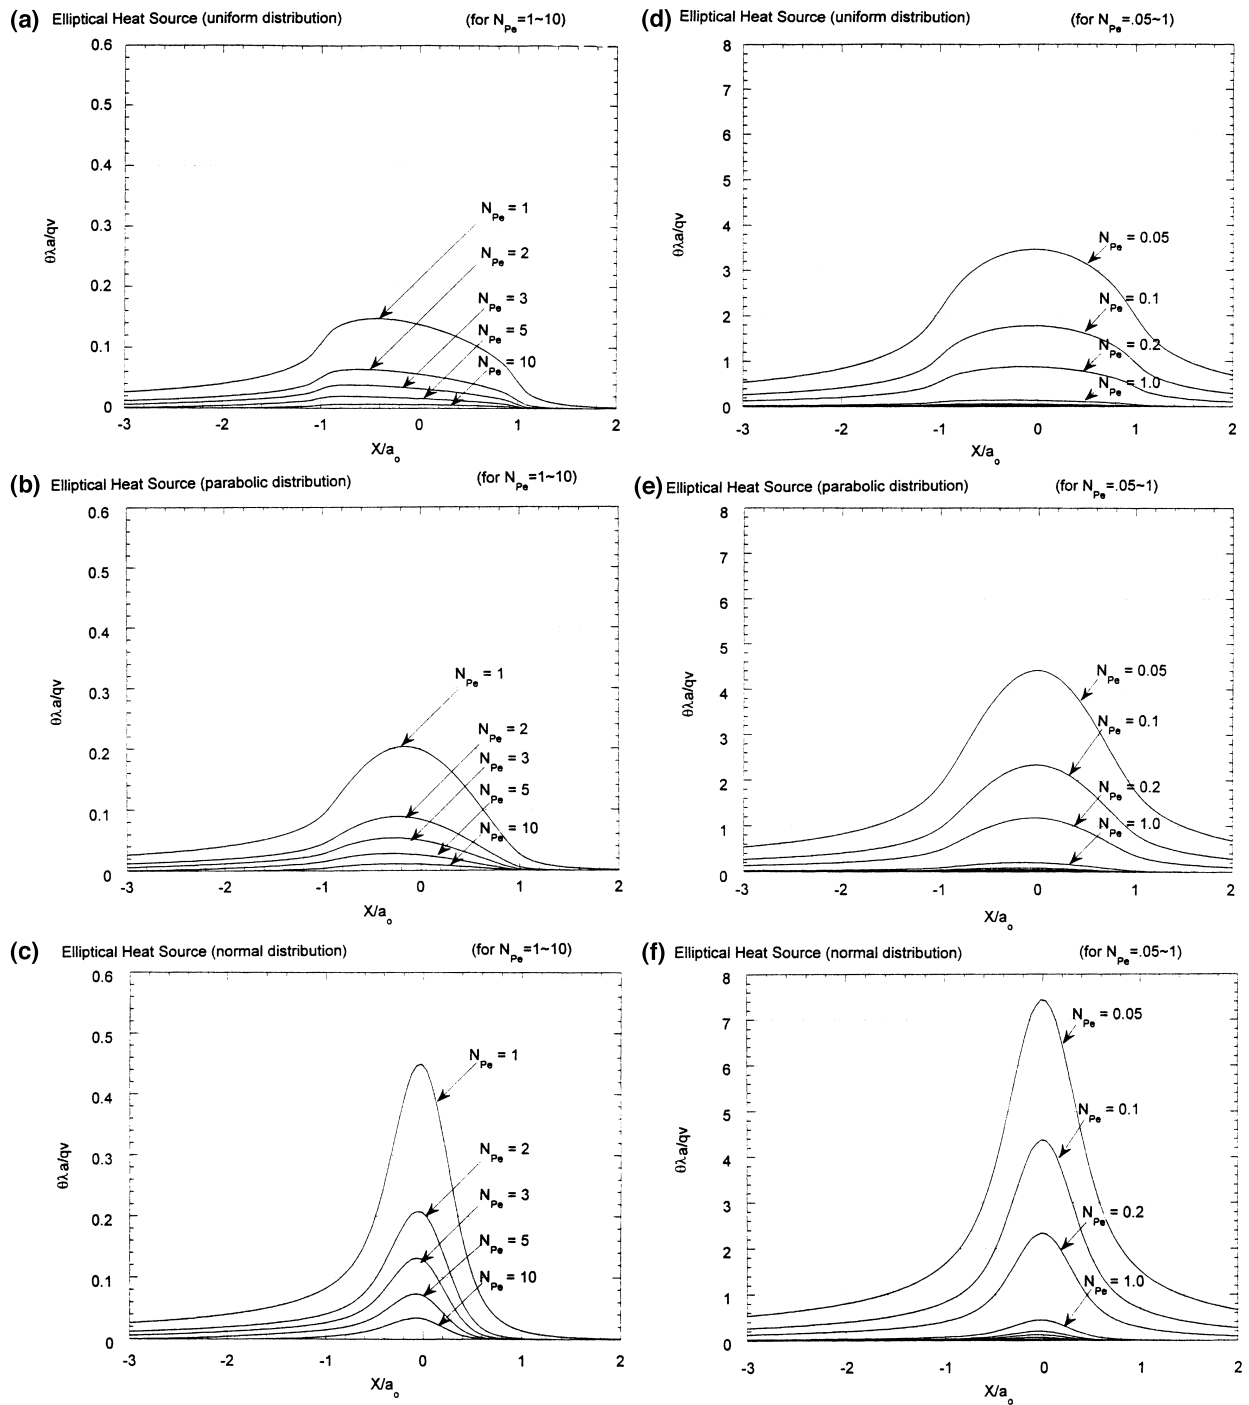 (a) Elliptical Heat Source (uniform distribution) (for N_Pe=1~10)
0.6
0.5
0.4
0.3
0.2
0.1
0
θλa/qv
N_Pe = 1
N_Pe = 2
N_Pe = 3
N_Pe = 5
N_Pe = 10
-3 -2 -1 0 1 2
X/a_o
(d) Elliptical Heat Source (uniform distribution) (for N_Pe=.05~1)
8
7
6
5
4
3
2
1
0
θλa/qv
N_Pe = 0.05
N_Pe = 0.1
N_Pe = 0.2
N_Pe = 1.0
-3 -2 -1 0 1 2
X/a_o
(b) Elliptical Heat Source (parabolic distribution) (for N_Pe=1~10)
0.6
0.5
0.4
0.3
0.2
0.1
0
θλa/qv
N_Pe = 1
N_Pe = 2
N_Pe = 3
N_Pe = 5
N_Pe = 10
-3 -2 -1 0 1 2
X/a_o
(e) Elliptical Heat Source (parabolic distribution) (for N_Pe=.05~1)
8
7
6
5
4
3
2
1
0
θλa/qv
N_Pe = 0.05
N_Pe = 0.1
N_Pe = 0.2
N_Pe = 1.0
-3 -2 -1 0 1 2
X/a_o
(c) Elliptical Heat Source (normal distribution) (for N_Pe=1~10)
0.6
0.5
0.4
0.3
0.2
0.1
0
θλa/qv
N_Pe = 1
N_Pe = 2
N_Pe = 3
N_Pe = 5
N_Pe = 10
-3 -2 -1 0 1 2
X/a_o
(f) Elliptical Heat Source (normal distribution) (for N_Pe=.05~1)
8
7
6
5
4
3
2
1
0
θλa/qv
N_Pe = 0.05
N_Pe = 0.1
N_Pe = 0.2
N_Pe = 1.0
-3 -2 -1 0 1 2
X/a_o